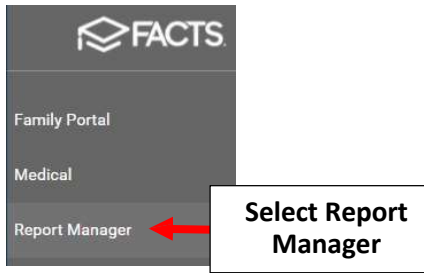 FACTS
Family Portal
Medical
Report Manager
Select Report
Manager